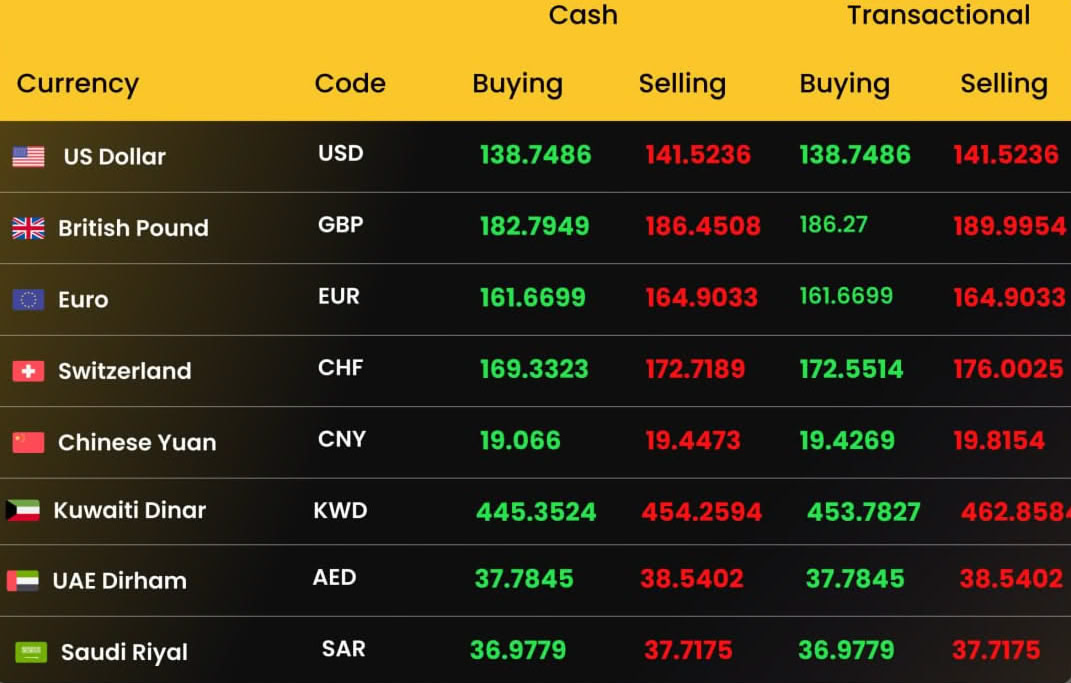 Cash Transactional
Currency Code Buying Selling Buying Selling
US Dollar USD 138.7486 141.5236 138.7486 141.5236
British Pound GBP 182.7949 186.4508 186.27 189.9954
Euro EUR 161.6699 164.9033 161.6699 164.9033
Switzerland CHF 169.3323 172.7189 172.5514 176.0025
Chinese Yuan CNY 19.066 19.4473 19.4269 19.8154
Kuwaiti Dinar KWD 445.3524 454.2594 453.7827 462.8584
UAE Dirham AED 37.7845 38.5402 37.7845 38.5402
Saudi Riyal SAR 36.9779 37.7175 36.9779 37.7175